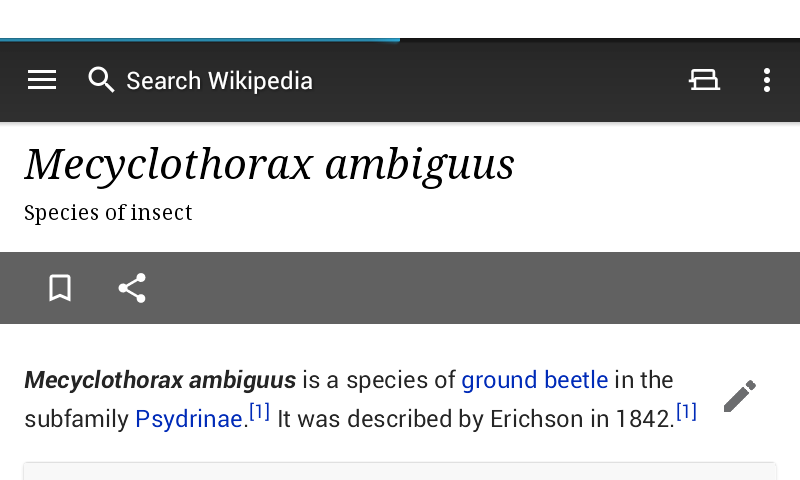 Search Wikipedia
Mecyclothorax ambiguus
Species of insect
Mecyclothorax ambiguus is a species of ground beetle in the
subfamily Psydrinae.[1] It was described by Erichson in 1842.[1]